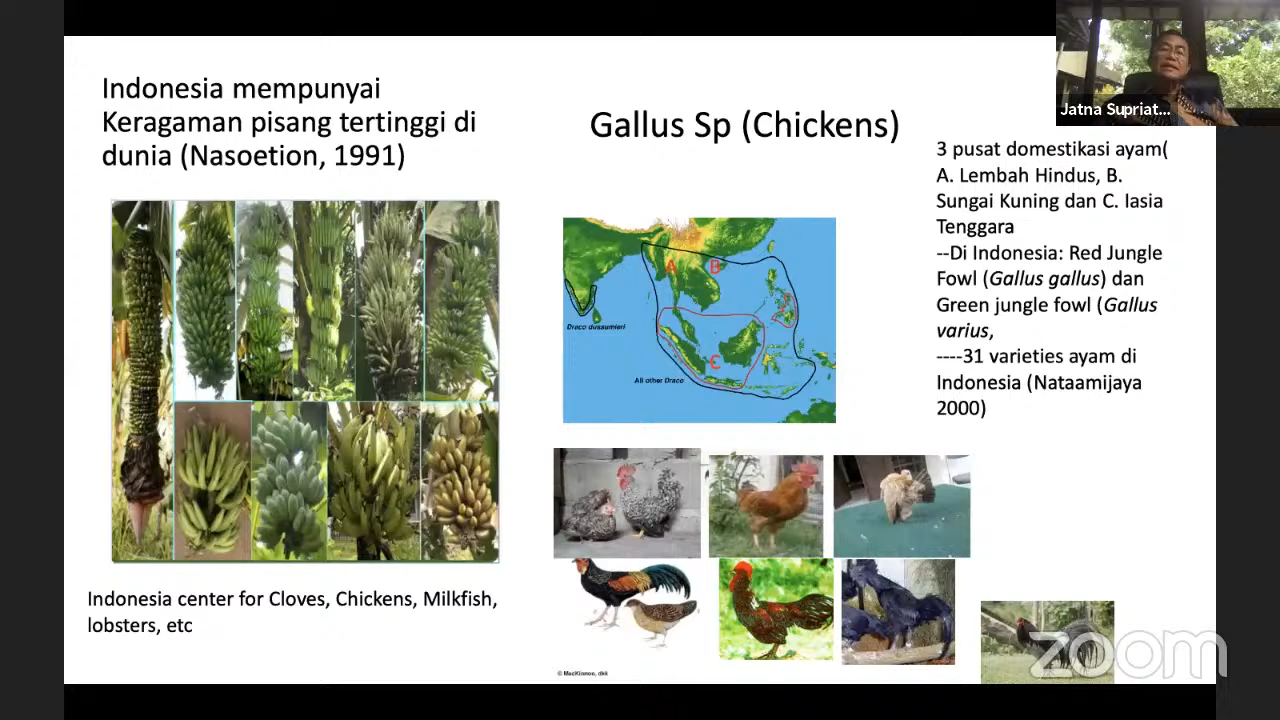 Indonesia mempunyai
Keragaman pisang tertinggi di
dunia (Nasoetion, 1991)
Indonesia center for Cloves, Chickens, Milkfish,
lobsters, etc
Gallus Sp (Chickens)
A
B
C
Draco dussumieri
All other Draco
© MacKinnon, dkk
Jatna Supriat...
3 pusat domestikasi ayam(
A. Lembah Hindus, B.
Sungai Kuning dan C. Iasia
Tenggara
--Di Indonesia: Red Jungle
Fowl (Gallus gallus) dan
Green jungle fowl (Gallus
varius,
----31 varieties ayam di
Indonesia (Nataamijaya
2000)
zoom